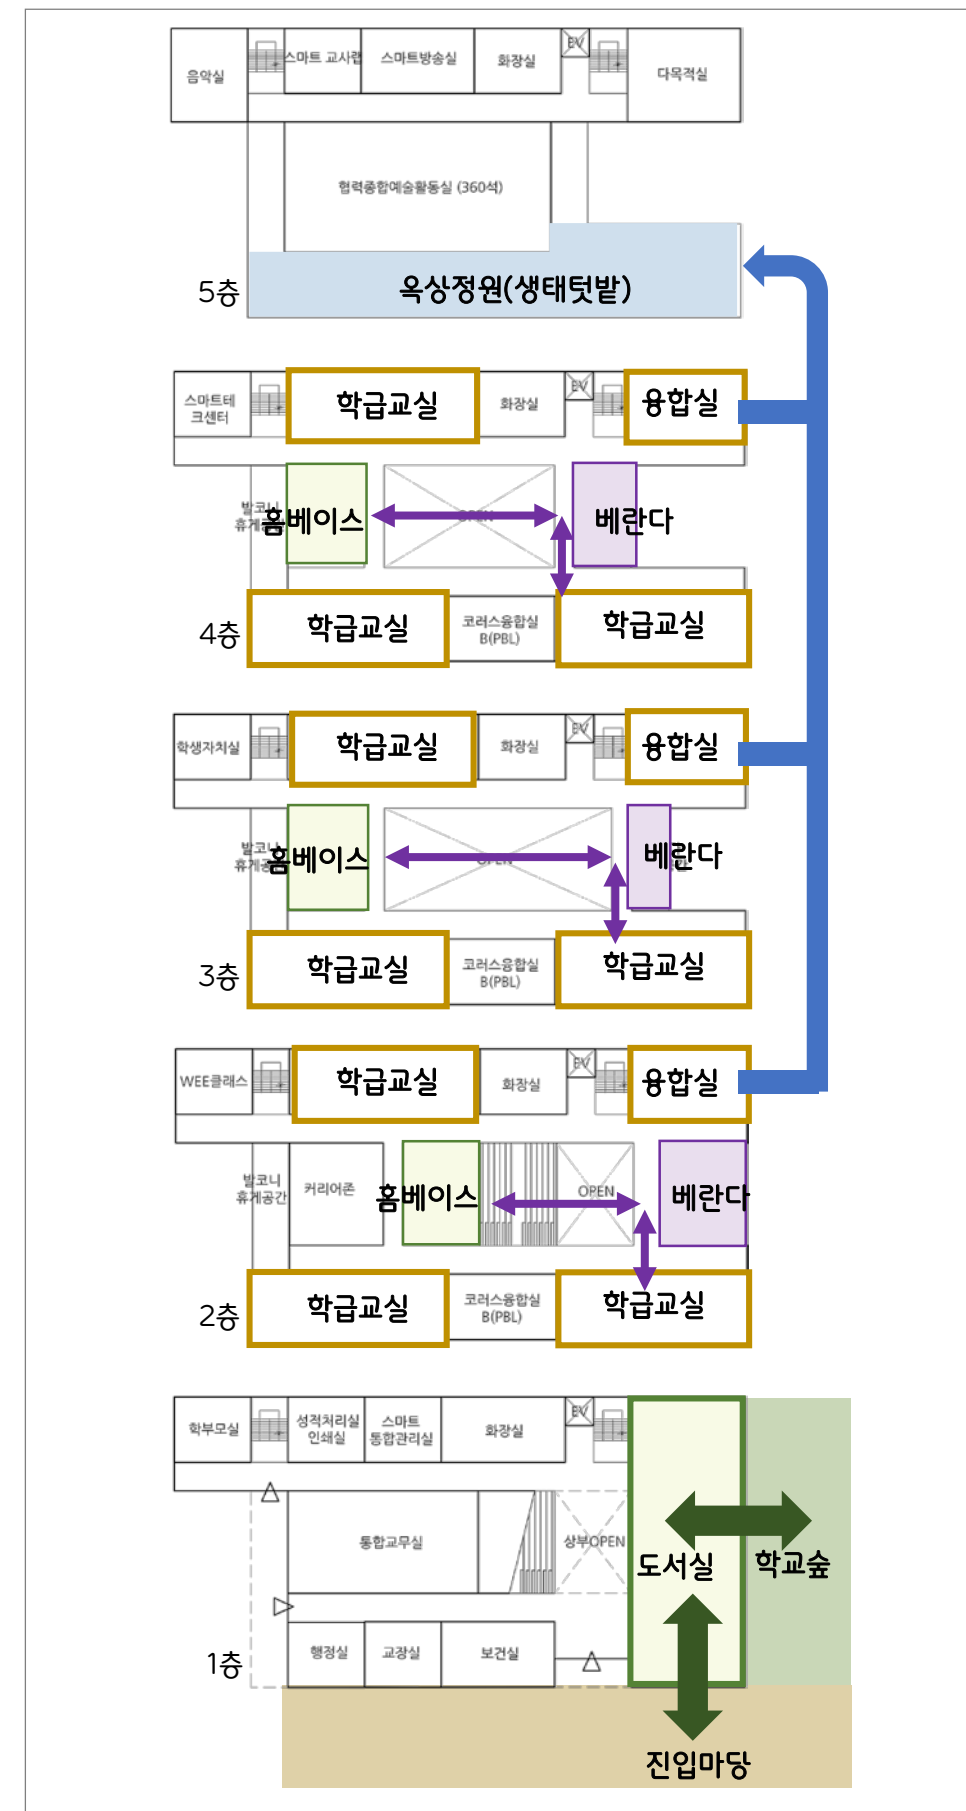 음악실
스마트 교사랩
스마트방송실
화장실
EV
다목적실
협력종합예술활동실 (360석)
옥상정원(생태텃밭)
5층
스마트테
크센터
학급교실
화장실
EV
융합실
발코니
휴게공간
홈베이스
OPEN
베란다
학급교실
코러스융합실
B(PBL)
학급교실
4층
학생자치실
학급교실
화장실
EV
융합실
발코니
휴게공간
홈베이스
OPEN
베란다
학급교실
코러스융합실
B(PBL)
학급교실
3층
WEE클래스
학급교실
화장실
EV
융합실
발코니
휴게공간
커리어존
홈베이스
OPEN
베란다
학급교실
코러스융합실
B(PBL)
학급교실
2층
학부모실
성적처리실
인쇄실
스마트
통합관리실
화장실
EV
통합교무실
상부OPEN
도서실
학교숲
행정실
교장실
보건실
1층
진입마당